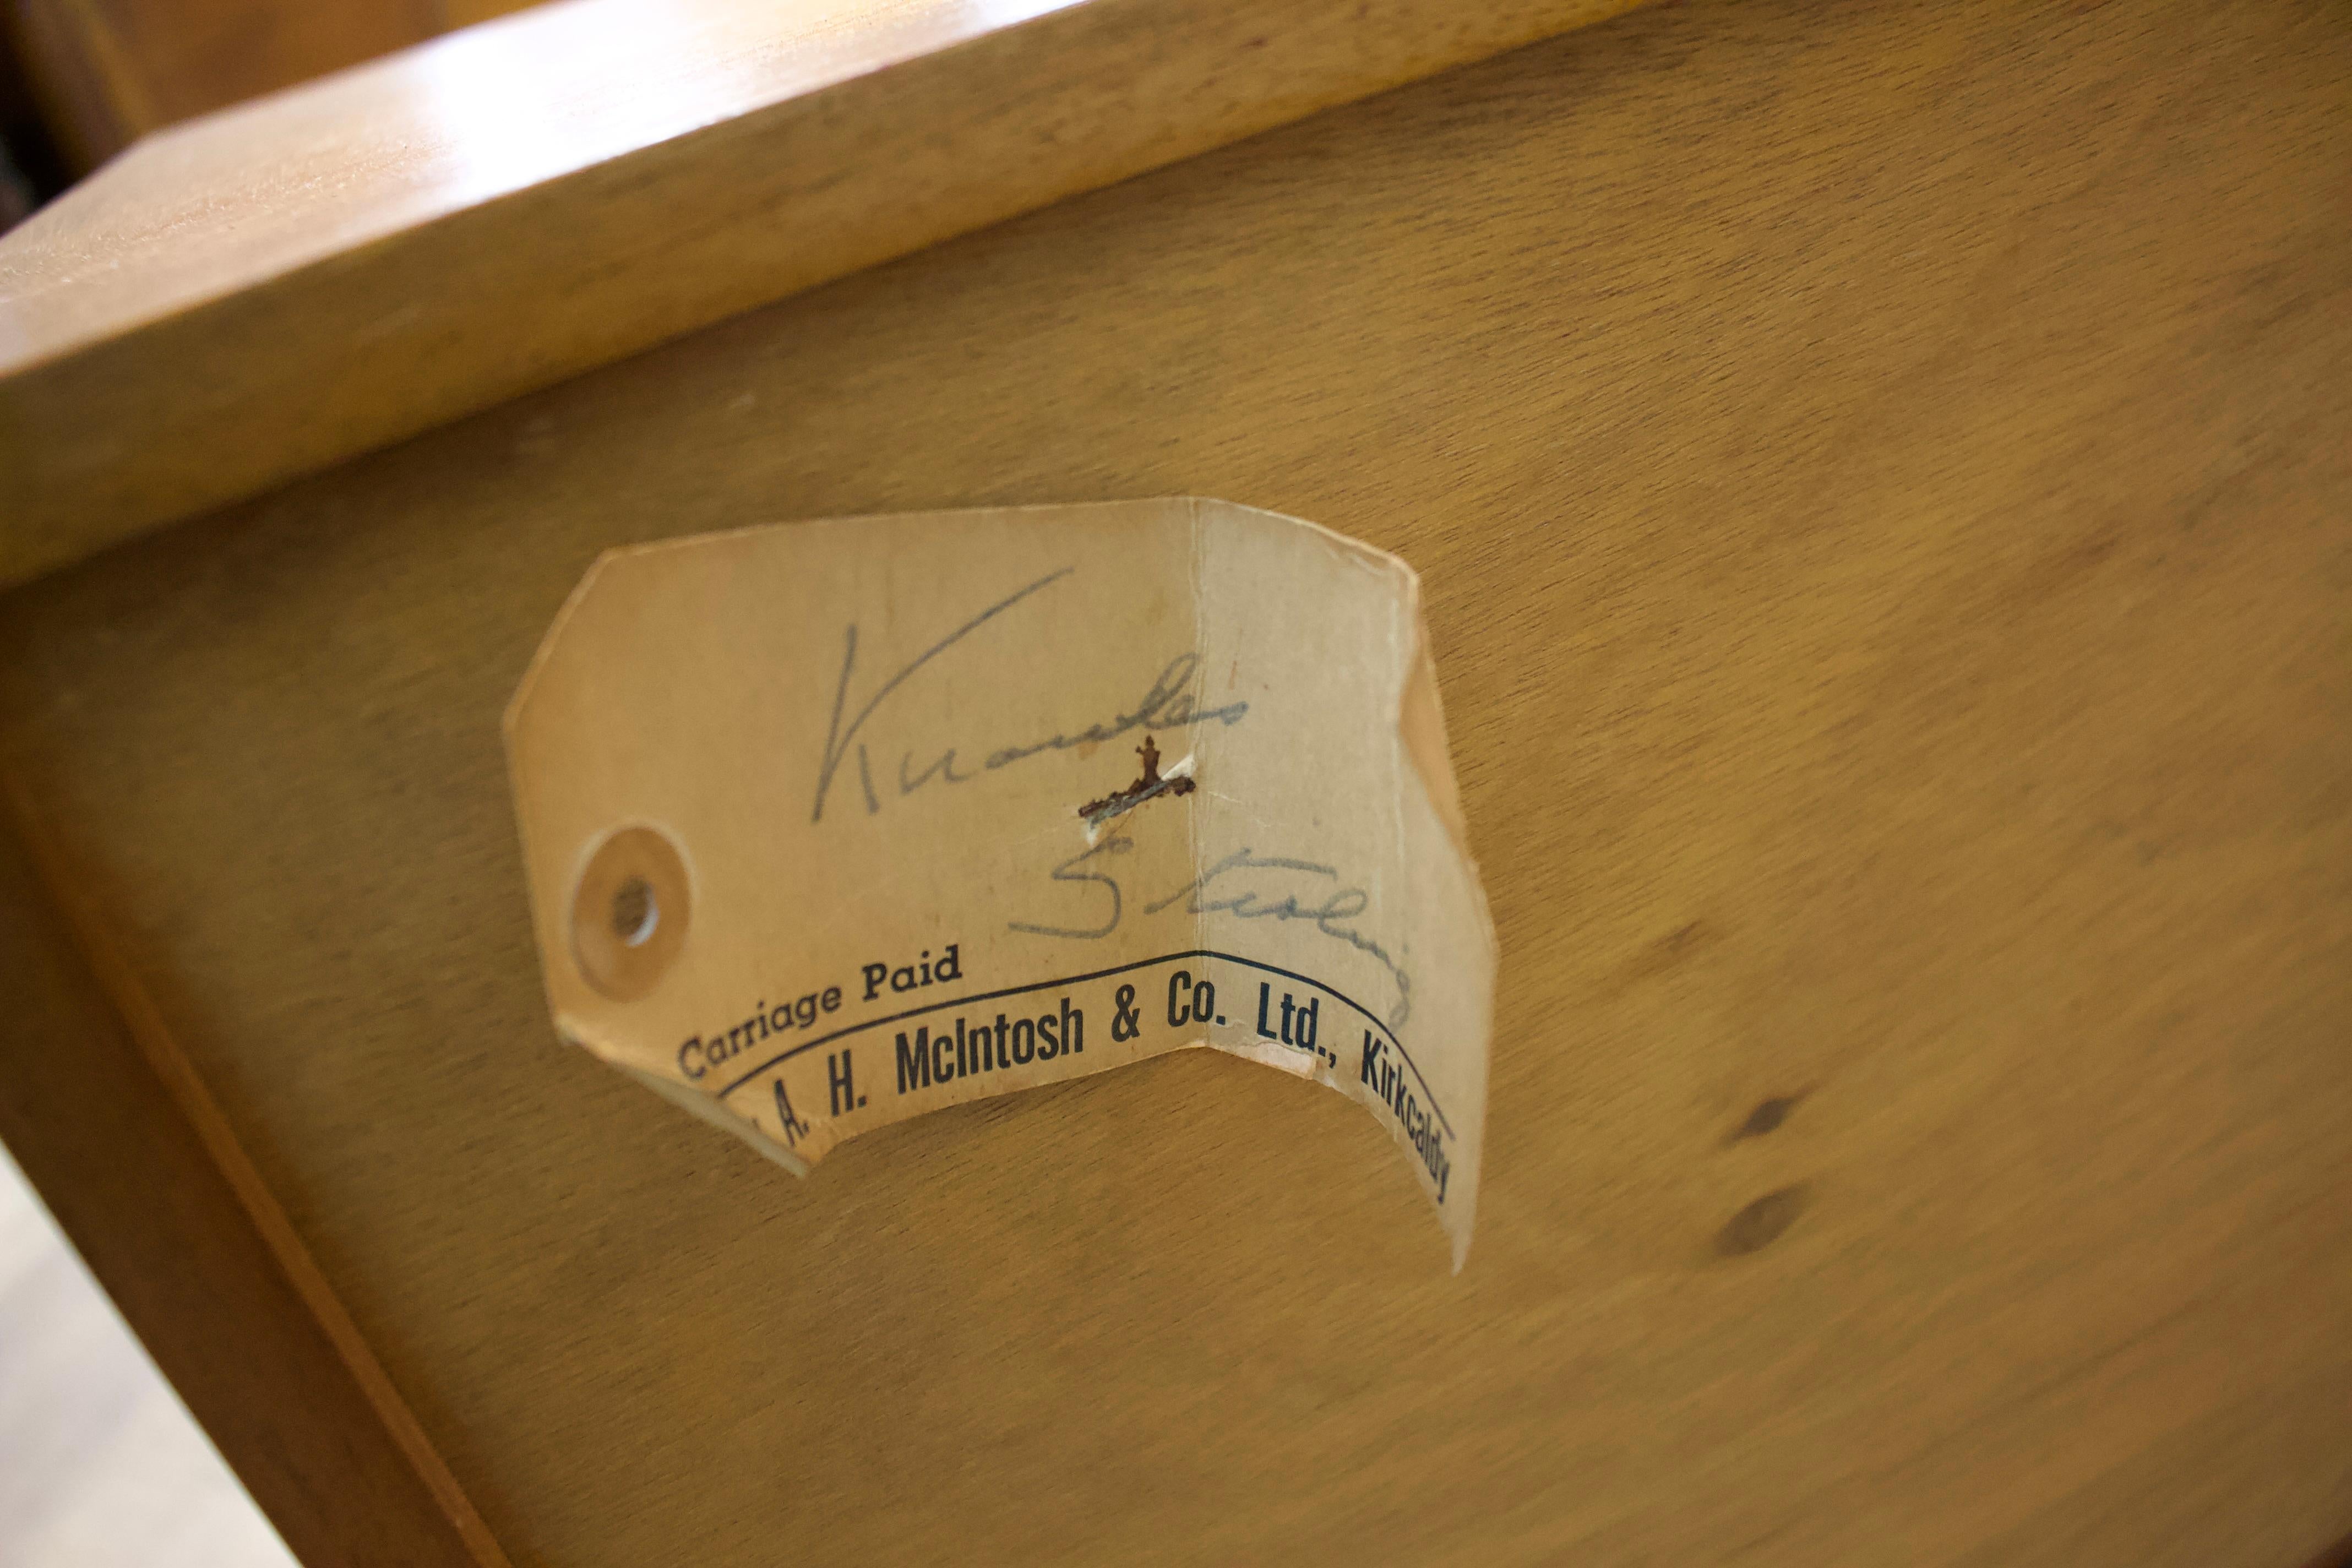 Knowles
Stirling
Carriage Paid
A. H. McIntosh & Co. Ltd., Kirkcaldy